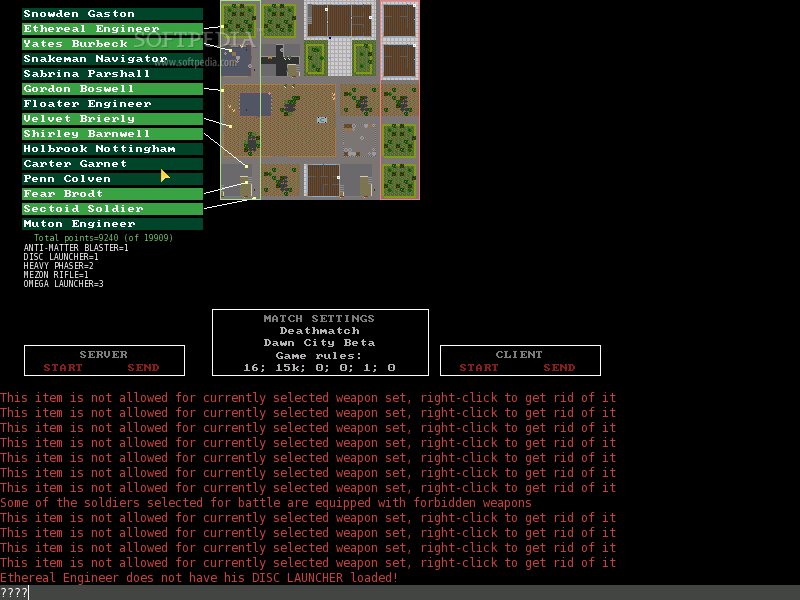 Snowden Gaston
Ethereal Engineer
Yates Burbeck
Snakeman Navigator
Sabrina Parshall
Gordon Boswell
Floater Engineer
Velvet Brierly
Shirley Barnwell
Holbrook Nottingham
Carter Garnet
Penn Colven
Fear Brodt
Sectoid Soldier
Muton Engineer
SOFTPEDIA
www.softpedia.com
Total points=9240 (of 19909)
ANTI-MATTER BLASTER=1
DISC LAUNCHER=1
HEAVY PHASER=2
MEZON RIFLE=1
OMEGA LAUNCHER=3
MATCH SETTINGS
Deathmatch
Dawn City Beta
Game rules:
16; 15k; 0; 0; 1; 0
SERVER
START SEND
CLIENT
START SEND
This item is not allowed for currently selected weapon set, right-click to get rid of it
This item is not allowed for currently selected weapon set, right-click to get rid of it
This item is not allowed for currently selected weapon set, right-click to get rid of it
This item is not allowed for currently selected weapon set, right-click to get rid of it
This item is not allowed for currently selected weapon set, right-click to get rid of it
This item is not allowed for currently selected weapon set, right-click to get rid of it
This item is not allowed for currently selected weapon set, right-click to get rid of it
Some of the soldiers selected for battle are equipped with forbidden weapons
This item is not allowed for currently selected weapon set, right-click to get rid of it
This item is not allowed for currently selected weapon set, right-click to get rid of it
This item is not allowed for currently selected weapon set, right-click to get rid of it
This item is not allowed for currently selected weapon set, right-click to get rid of it
Ethereal Engineer does not have his DISC LAUNCHER loaded!
????